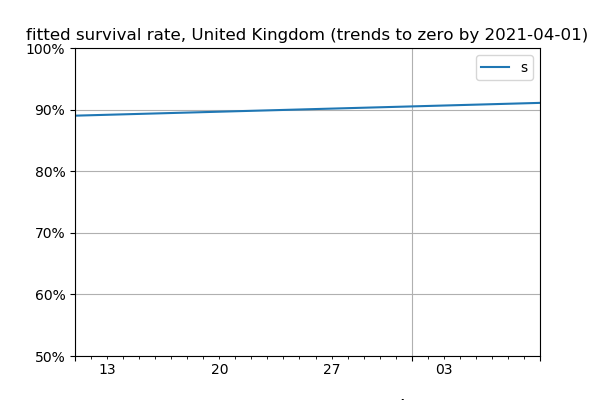 fitted survival rate, United Kingdom (trends to zero by 2021-04-01)
100%
s
90%
80%
70%
60%
50%
13 20 27 03